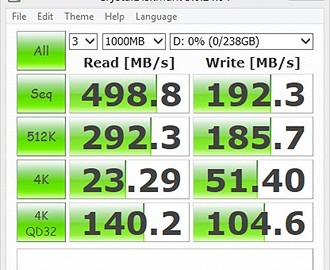 File Edit Theme Help Language
All 3 1000MB D: 0% (0/238GB)
Read [MB/s] Write [MB/s]
Seq 498.8 192.3
512K 292.3 185.7
4K 23.29 51.40
4K QD32 140.2 104.6